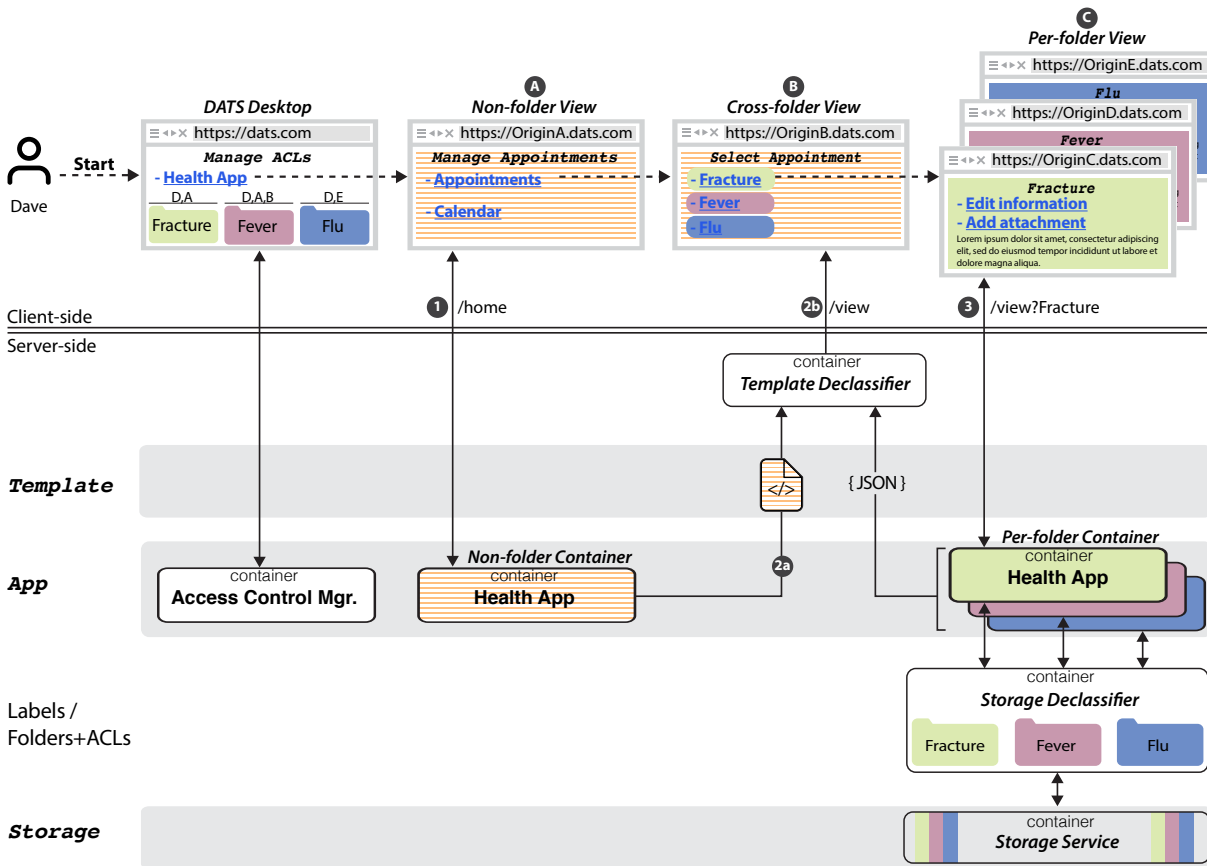 C
Per-folder View
https://OriginE.dats.com
Flu
A
B
DATS Desktop
Non-folder View
Cross-folder View
https://OriginD.dats.com
Fever
https://dats.com
https://OriginA.dats.com
https://OriginB.dats.com
https://OriginC.dats.com
Start
Dave
Manage ACLs
- Health App
D,A
D,A,B
D,E
Fracture
Fever
Flu
Manage Appointments
- Appointments
- Calendar
Select Appointment
- Fracture
- Fever
- Flu
Fracture
- Edit information
- Add attachment
Lorem ipsum dolor sit amet, consectetur adipiscing
elit, sed do eiusmod tempor incididunt ut labore et
dolore magna aliqua.
1 /home
2b /view
3 /view?Fracture
Client-side
Server-side
container
Template Declassifier
Template
</>
{ JSON }
App
container
Access Control Mgr.
Non-folder Container
container
Health App
2a
Per-folder Container
container
Health App
Labels /
Folders+ACLs
container
Storage Declassifier
Fracture
Fever
Flu
Storage
container
Storage Service